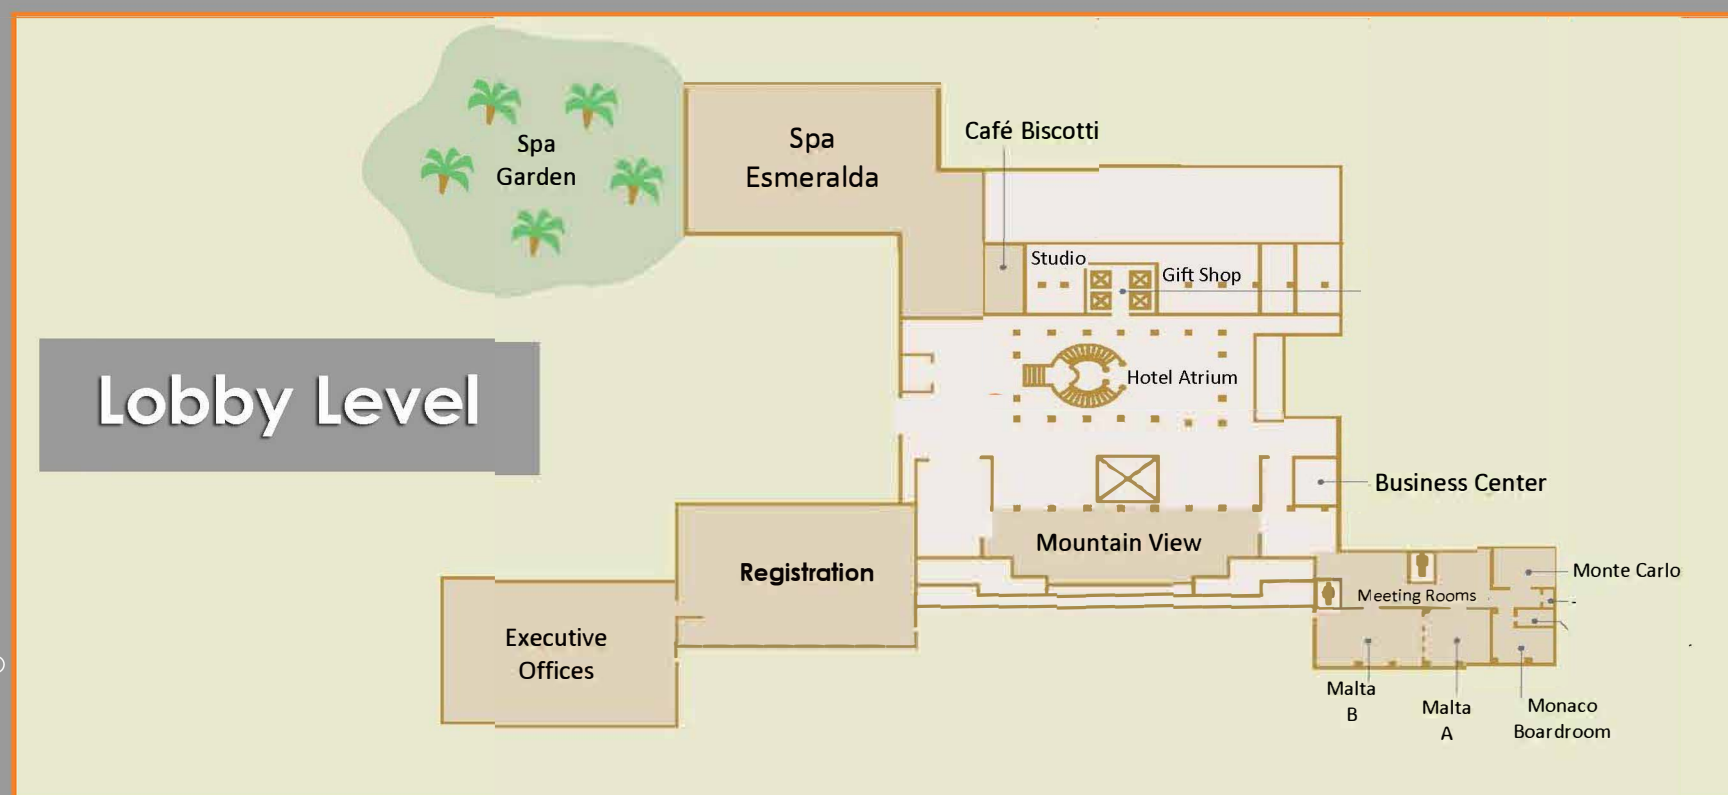 Spa
Garden
Spa
Esmeralda
Café Biscotti
Studio
Gift Shop
Lobby Level
Hotel Atrium
Business Center
Mountain View
Registration
Executive
Offices
Meeting Rooms
Monte Carlo
Malta
B
Malta
A
Monaco
Boardroom